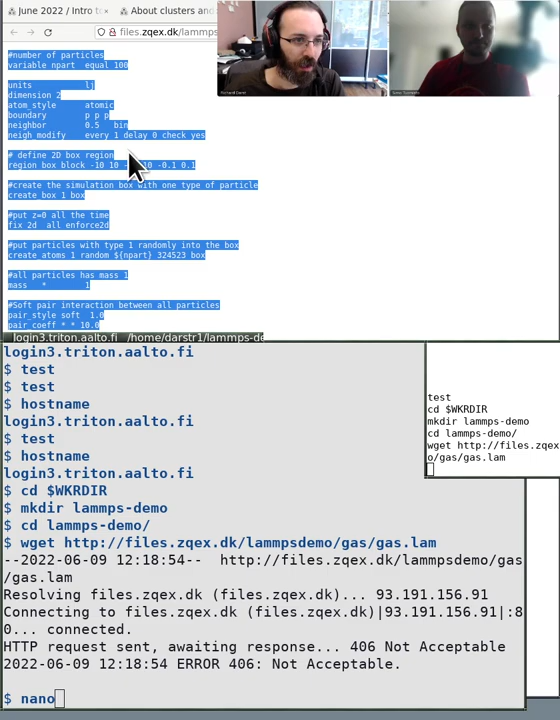 June 2022 / Intro t
About clusters and
files.zqex.dk/lammps
#number of particles
variable npart equal 100
units lj
dimension 2
atom_style atomic
boundary p p p
neighbor 0.5 bin
neigh_modify every 1 delay 0 check yes
# define 2D box region
region box block -10 10 10 -0.1 0.1
#create the simulation box with one type of particle
create_box 1 box
#put z=0 all the time
fix 2d all enforce2d
#put particles with type 1 randomly into the box
create_atoms 1 random ${npart} 324523 box
#all particles has mass 1
mass * 1
#Soft pair interaction between all particles
pair_style soft 1.0
pair_coeff * * 10.0
login3.triton.aalto.fi /home/darstr1/lammps-de
login3.triton.aalto.fi
$ test
$ test
$ hostname
login3.triton.aalto.fi
$ test
$ hostname
login3.triton.aalto.fi
$ cd $WKRDIR
$ mkdir lammps-demo
$ cd lammps-demo/
$ wget http://files.zqex.dk/lammpsdemo/gas/gas.lam
--2022-06-09 12:18:54-- http://files.zqex.dk/lammpsdemo/gas
/gas.lam
Resolving files.zqex.dk (files.zqex.dk)... 93.191.156.91
Connecting to files.zqex.dk (files.zqex.dk)|93.191.156.91|:8
0... connected.
HTTP request sent, awaiting response... 406 Not Acceptable
2022-06-09 12:18:54 ERROR 406: Not Acceptable.
$ nano
test
cd $WKRDIR
mkdir lammps-demo
cd lammps-demo/
wget http://files.zqex
o/gas/gas.lam